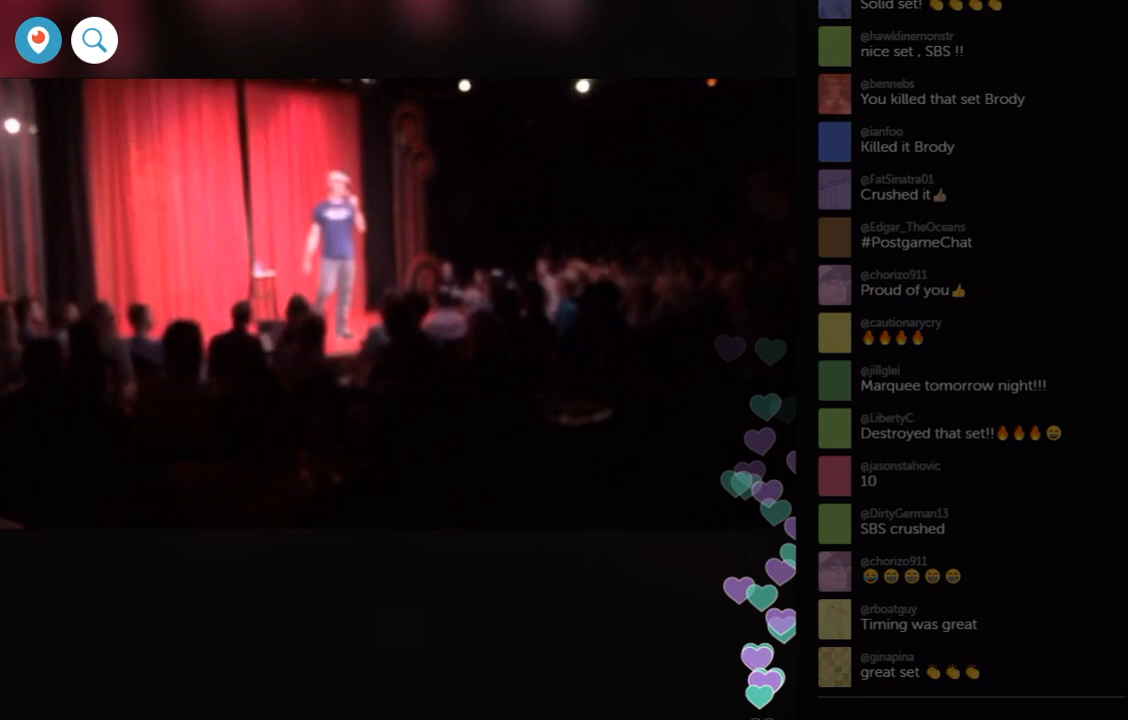 Solid set! 👏👏👏👏
@hawklinemonstr
nice set , SBS !!
@bennebs
You killed that set Brody
@ianfoo
Killed it Brody
@FatSinatra01
Crushed it👍
@Edgar_TheOceans
#PostgameChat
@chorizo911
Proud of you👍
@cautionarycry
🔥🔥🔥🔥
@jillglei
Marquee tomorrow night!!!
@LibertyC
Destroyed that set!!🔥🔥🔥😄
@jasonstahovic
10
@DirtyGerman13
SBS crushed
@chorizo911
😂😁😁😁😁
@rboatguy
Timing was great
@ginapina
great set 👏👏👏